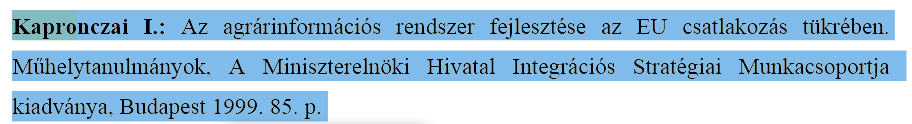 Kapronczai I.: Az agrárinformációs rendszer fejlesztése az EU csatlakozás tükrében.
Műhelytanulmányok, A Miniszterelnöki Hivatal Integrációs Stratégiai Munkacsoportja
kiadványa, Budapest 1999. 85. p.